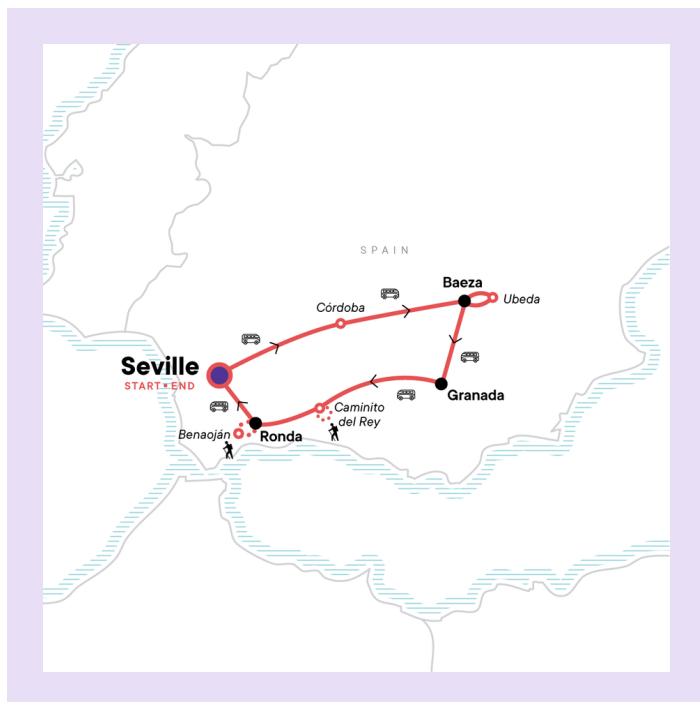 SPAIN
Baeza
Ubeda
Córdoba
Seville
START•END
Granada
Caminito
del Rey
Benaoján
Ronda